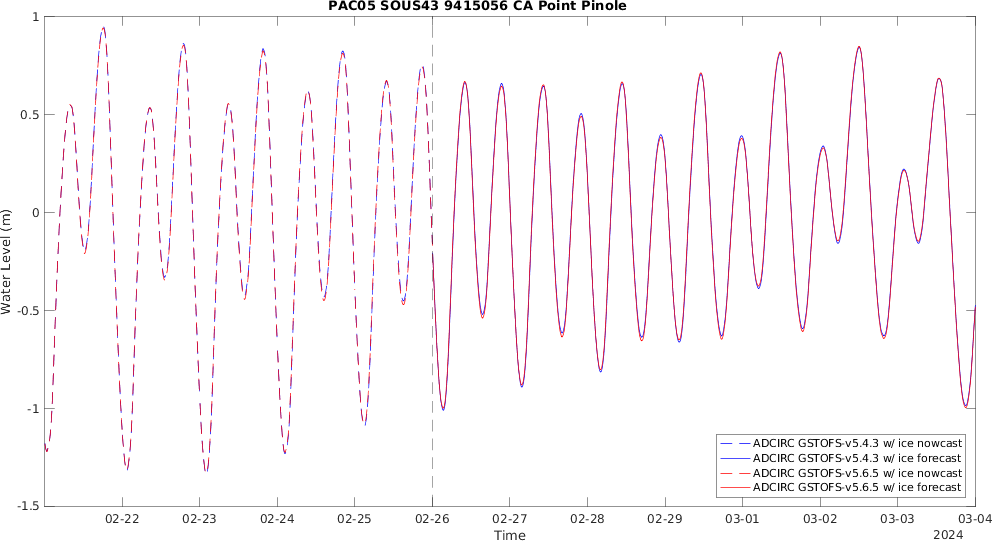 PAC05 SOUS43 9415056 CA Point Pinole
1
0.5
0
-0.5
-1
-1.5
Water Level (m)
02-22 02-23 02-24 02-25 02-26 02-27 02-28 02-29 03-01 03-02 03-03 03-04
Time
2024
ADCIRC GSTOFS-v5.4.3 w/ ice nowcast
ADCIRC GSTOFS-v5.4.3 w/ ice forecast
ADCIRC GSTOFS-v5.6.5 w/ ice nowcast
ADCIRC GSTOFS-v5.6.5 w/ ice forecast